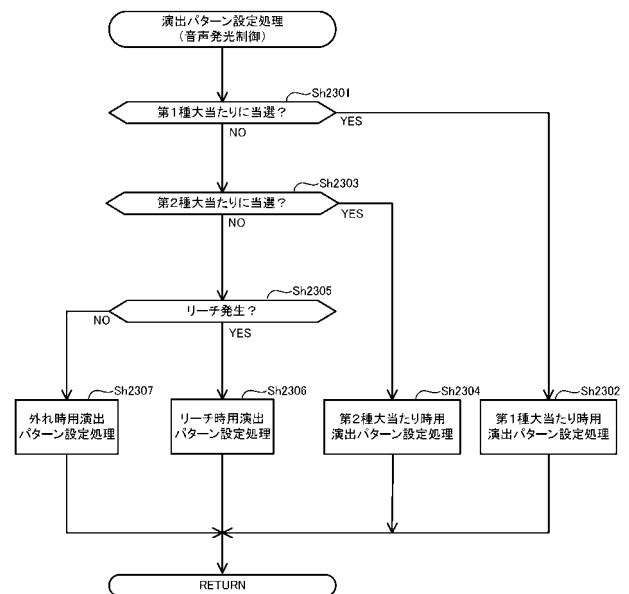 演出パターン設定処理
(音声発光制御)
Sh2301
第1種大当たりに当選?
YES
NO
Sh2303
第2種大当たりに当選?
YES
NO
Sh2305
リーチ発生?
NO
YES
Sh2307
Sh2306
Sh2304
Sh2302
外れ時用演出
パターン設定処理
リーチ時用演出
パターン設定処理
第2種大当たり時用
演出パターン設定処理
第1種大当たり時用
演出パターン設定処理
RETURN